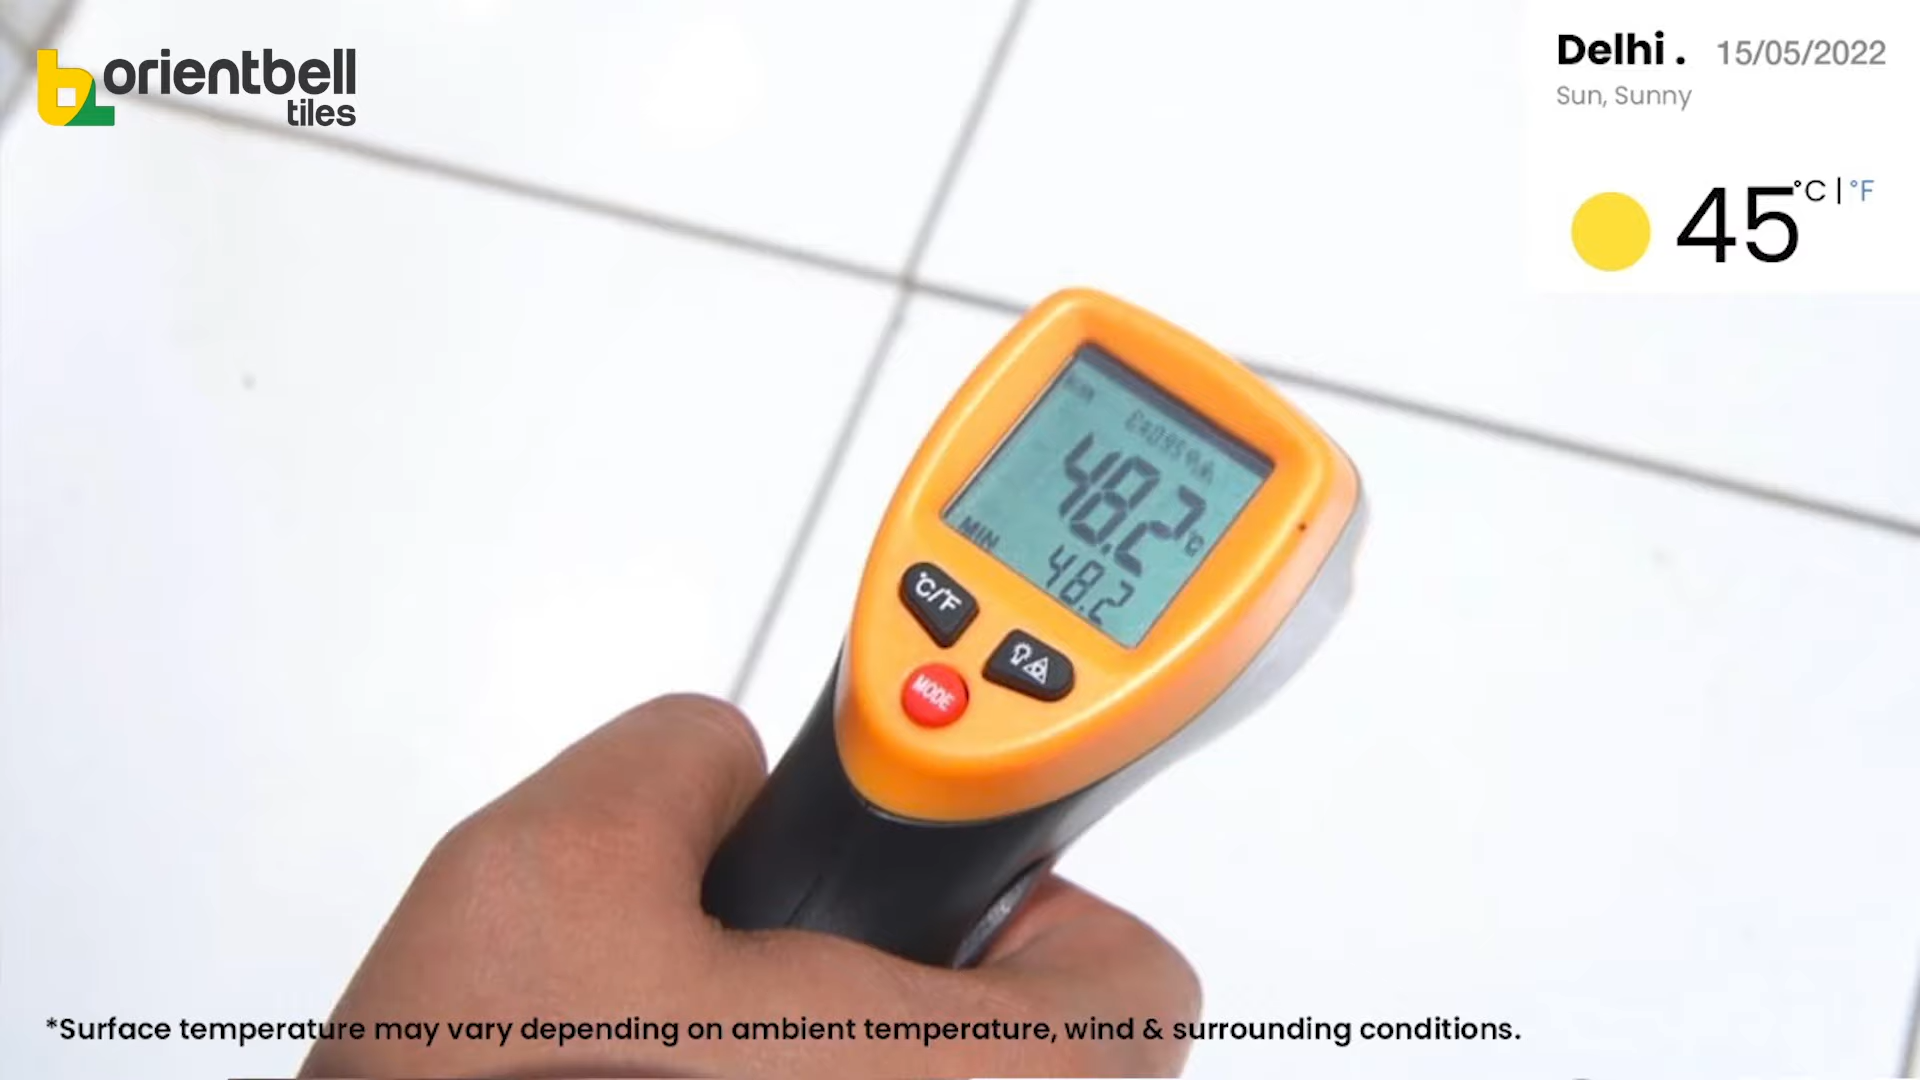 orientbell
tiles
Delhi . 15/05/2022
Sun, Sunny
45 °C | °F
48.2 °C
MIN
48.2
°C/°F
MODE
*Surface temperature may vary depending on ambient temperature, wind & surrounding conditions.